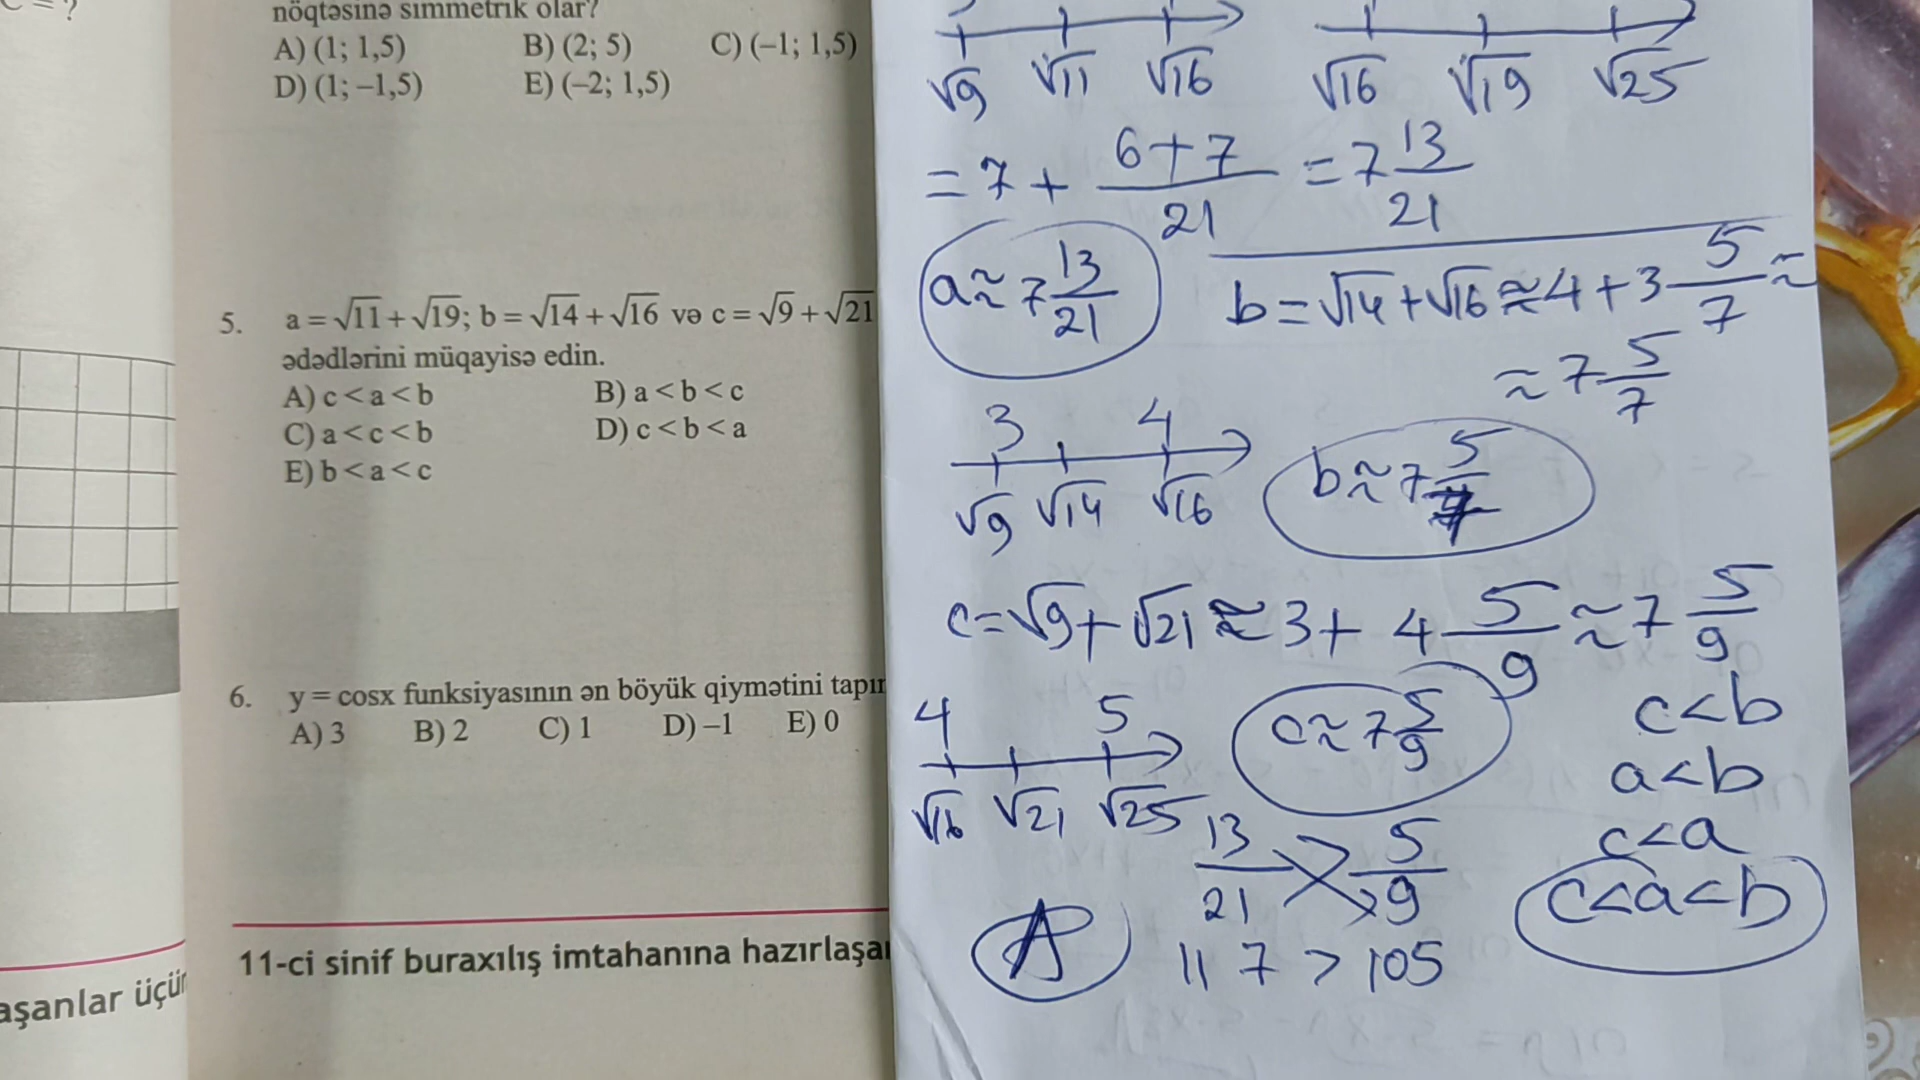 nöqtəsinə simmetrik olar?
A) (1; 1,5) B) (2; 5) C) (–1; 1,5)
D) (1; –1,5) E) (–2; 1,5)
5. a = √11 + √19; b = √14 + √16 və c = √9 + √21
ədədlərini müqayisə edin.
A) c < a < b B) a < b < c
C) a < c < b D) c < b < a
E) b < a < c
6. y = cosx funksiyasının ən böyük qiymətini tapır
A) 3 B) 2 C) 1 D) –1 E) 0
11-ci sinif buraxılış imtahanına hazırlaşa
aşanlar üçün
√9 √11 √16 √16 √19 √25
= 7 + (6+7)/21 = 7 13/21
a ≈ 7 13/21
b = √14 + √16 ≈ 4 + 3 5/7 ≈
≈ 7 5/7
3 4
√9 √14 √16
b ≈ 7 5/7
c = √9 + √21 ≈ 3 + 4 5/9 ≈ 7 5/9
4 5
√16 √21 √25
c ≈ 7 5/9
c < b
a < b
c < a
c < a < b
13/21 5/9
117 > 105
A